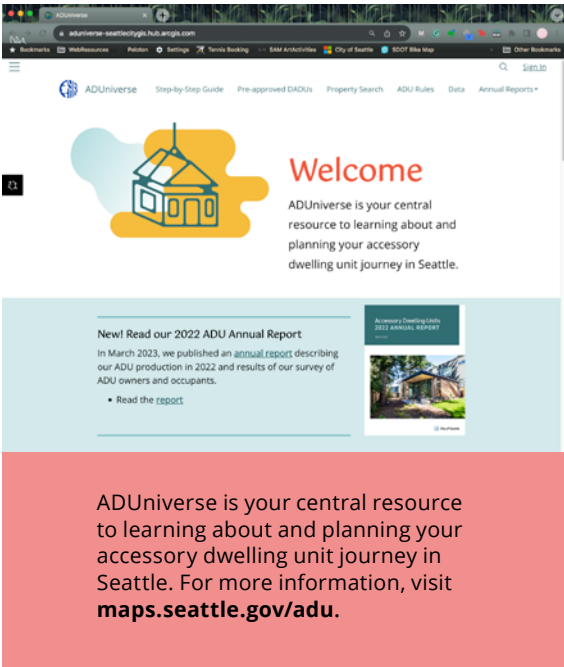 ADUniverse
aduniverse-seattlecitygis.hub.arcgis.com
Bookmarks WebResources Peloton Settings Tennis Booking SAM ArtActivities City of Seattle SDOT Bike Map Other Bookmarks
Sign In
ADUniverse Step-by-Step Guide Pre-approved DADUs Property Search ADU Rules Data Annual Reports
Welcome
ADUniverse is your central
resource to learning about and
planning your accessory
dwelling unit journey in Seattle.
New! Read our 2022 ADU Annual Report
In March 2023, we published an annual report describing
our ADU production in 2022 and results of our survey of
ADU owners and occupants.
• Read the report
Accessory Dwelling Units
2022 ANNUAL REPORT
City of Seattle
ADUniverse is your central resource
to learning about and planning your
accessory dwelling unit journey in
Seattle. For more information, visit
maps.seattle.gov/adu.